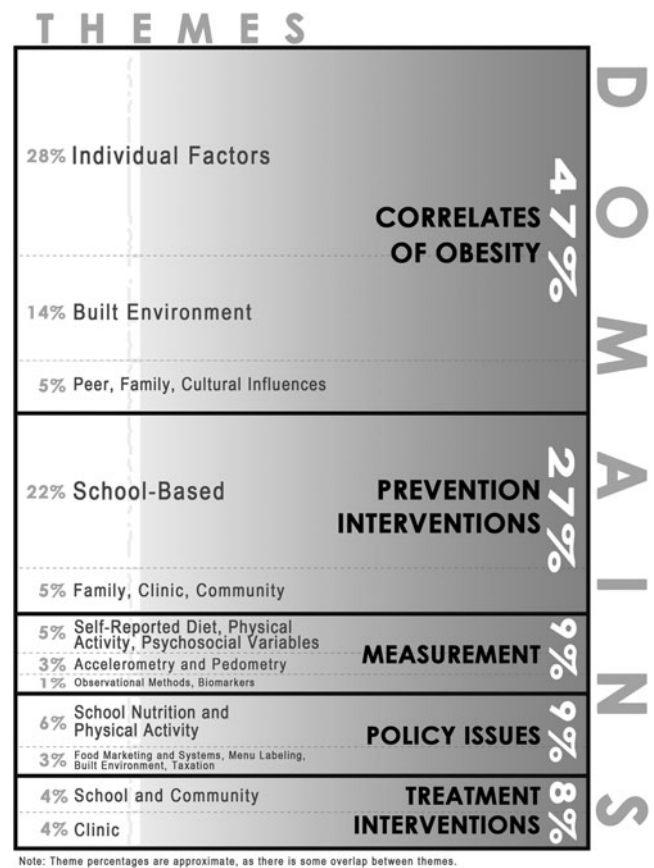 THEMES
DOMAINS
28% Individual Factors
14% Built Environment
5% Peer, Family, Cultural Influences
CORRELATES
OF OBESITY
47%
22% School-Based
5% Family, Clinic, Community
PREVENTION
INTERVENTIONS
27%
5% Self-Reported Diet, Physical
Activity, Psychosocial Variables
3% Accelerometry and Pedometry
1% Observational Methods, Biomarkers
MEASUREMENT
9%
6% School Nutrition and
Physical Activity
3% Food Marketing and Systems, Menu Labeling,
Built Environment, Taxation
POLICY ISSUES
9%
4% School and Community
4% Clinic
TREATMENT
INTERVENTIONS
8%
Note: Theme percentages are approximate, as there is some overlap between themes.